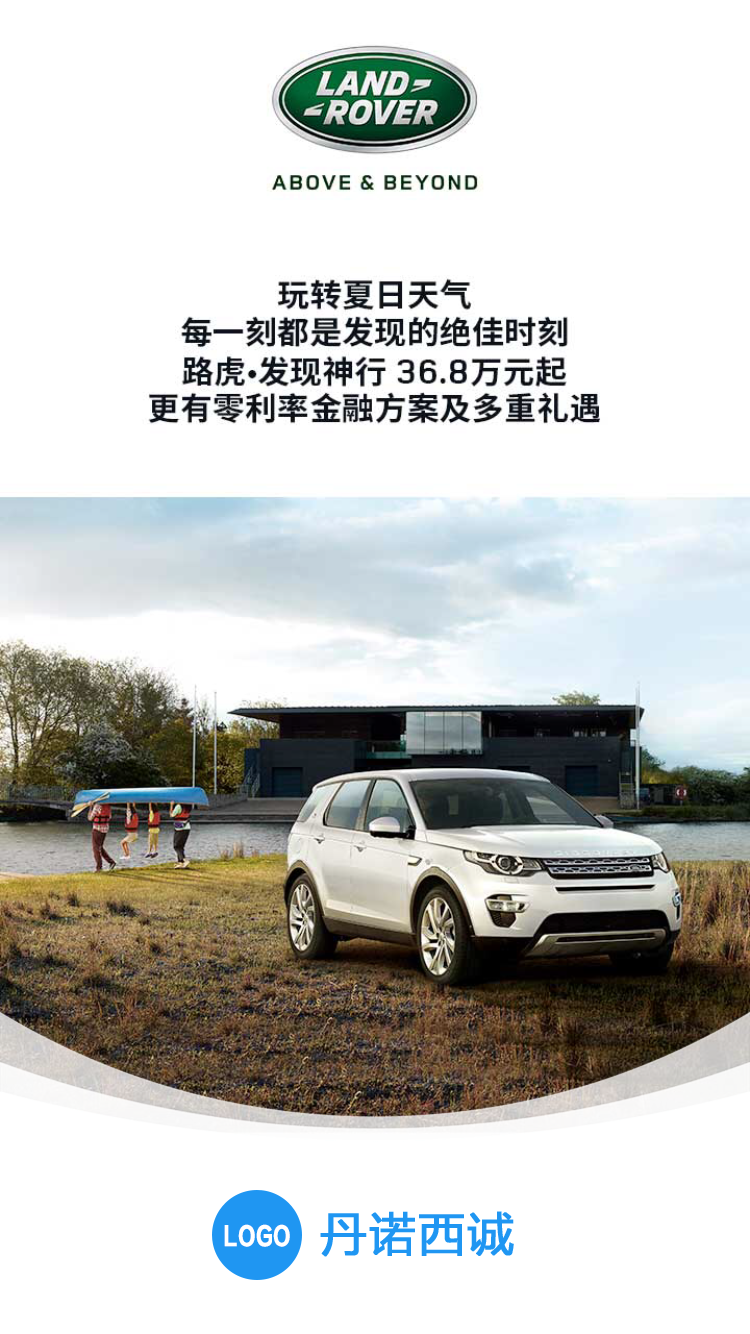 LAND
ROVER
ABOVE & BEYOND
玩转夏日天气
每一刻都是发现的绝佳时刻
路虎•发现神行 36.8万元起
更有零利率金融方案及多重礼遇
LOGO 丹诺西诚